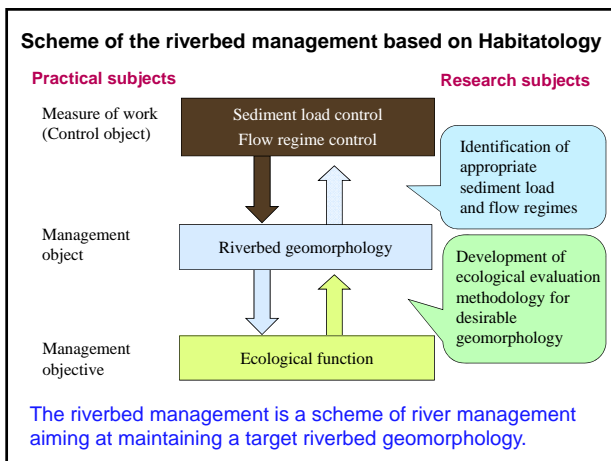 Scheme of the riverbed management based on Habitatology
Practical subjects
Research subjects
Measure of work
(Control object)
Sediment load control
Flow regime control
Identification of
appropriate
sediment load
and flow regimes
Management
object
Riverbed geomorphology
Development of
ecological evaluation
methodology for
desirable
geomorphology
Management
objective
Ecological function
The riverbed management is a scheme of river management
aiming at maintaining a target riverbed geomorphology.